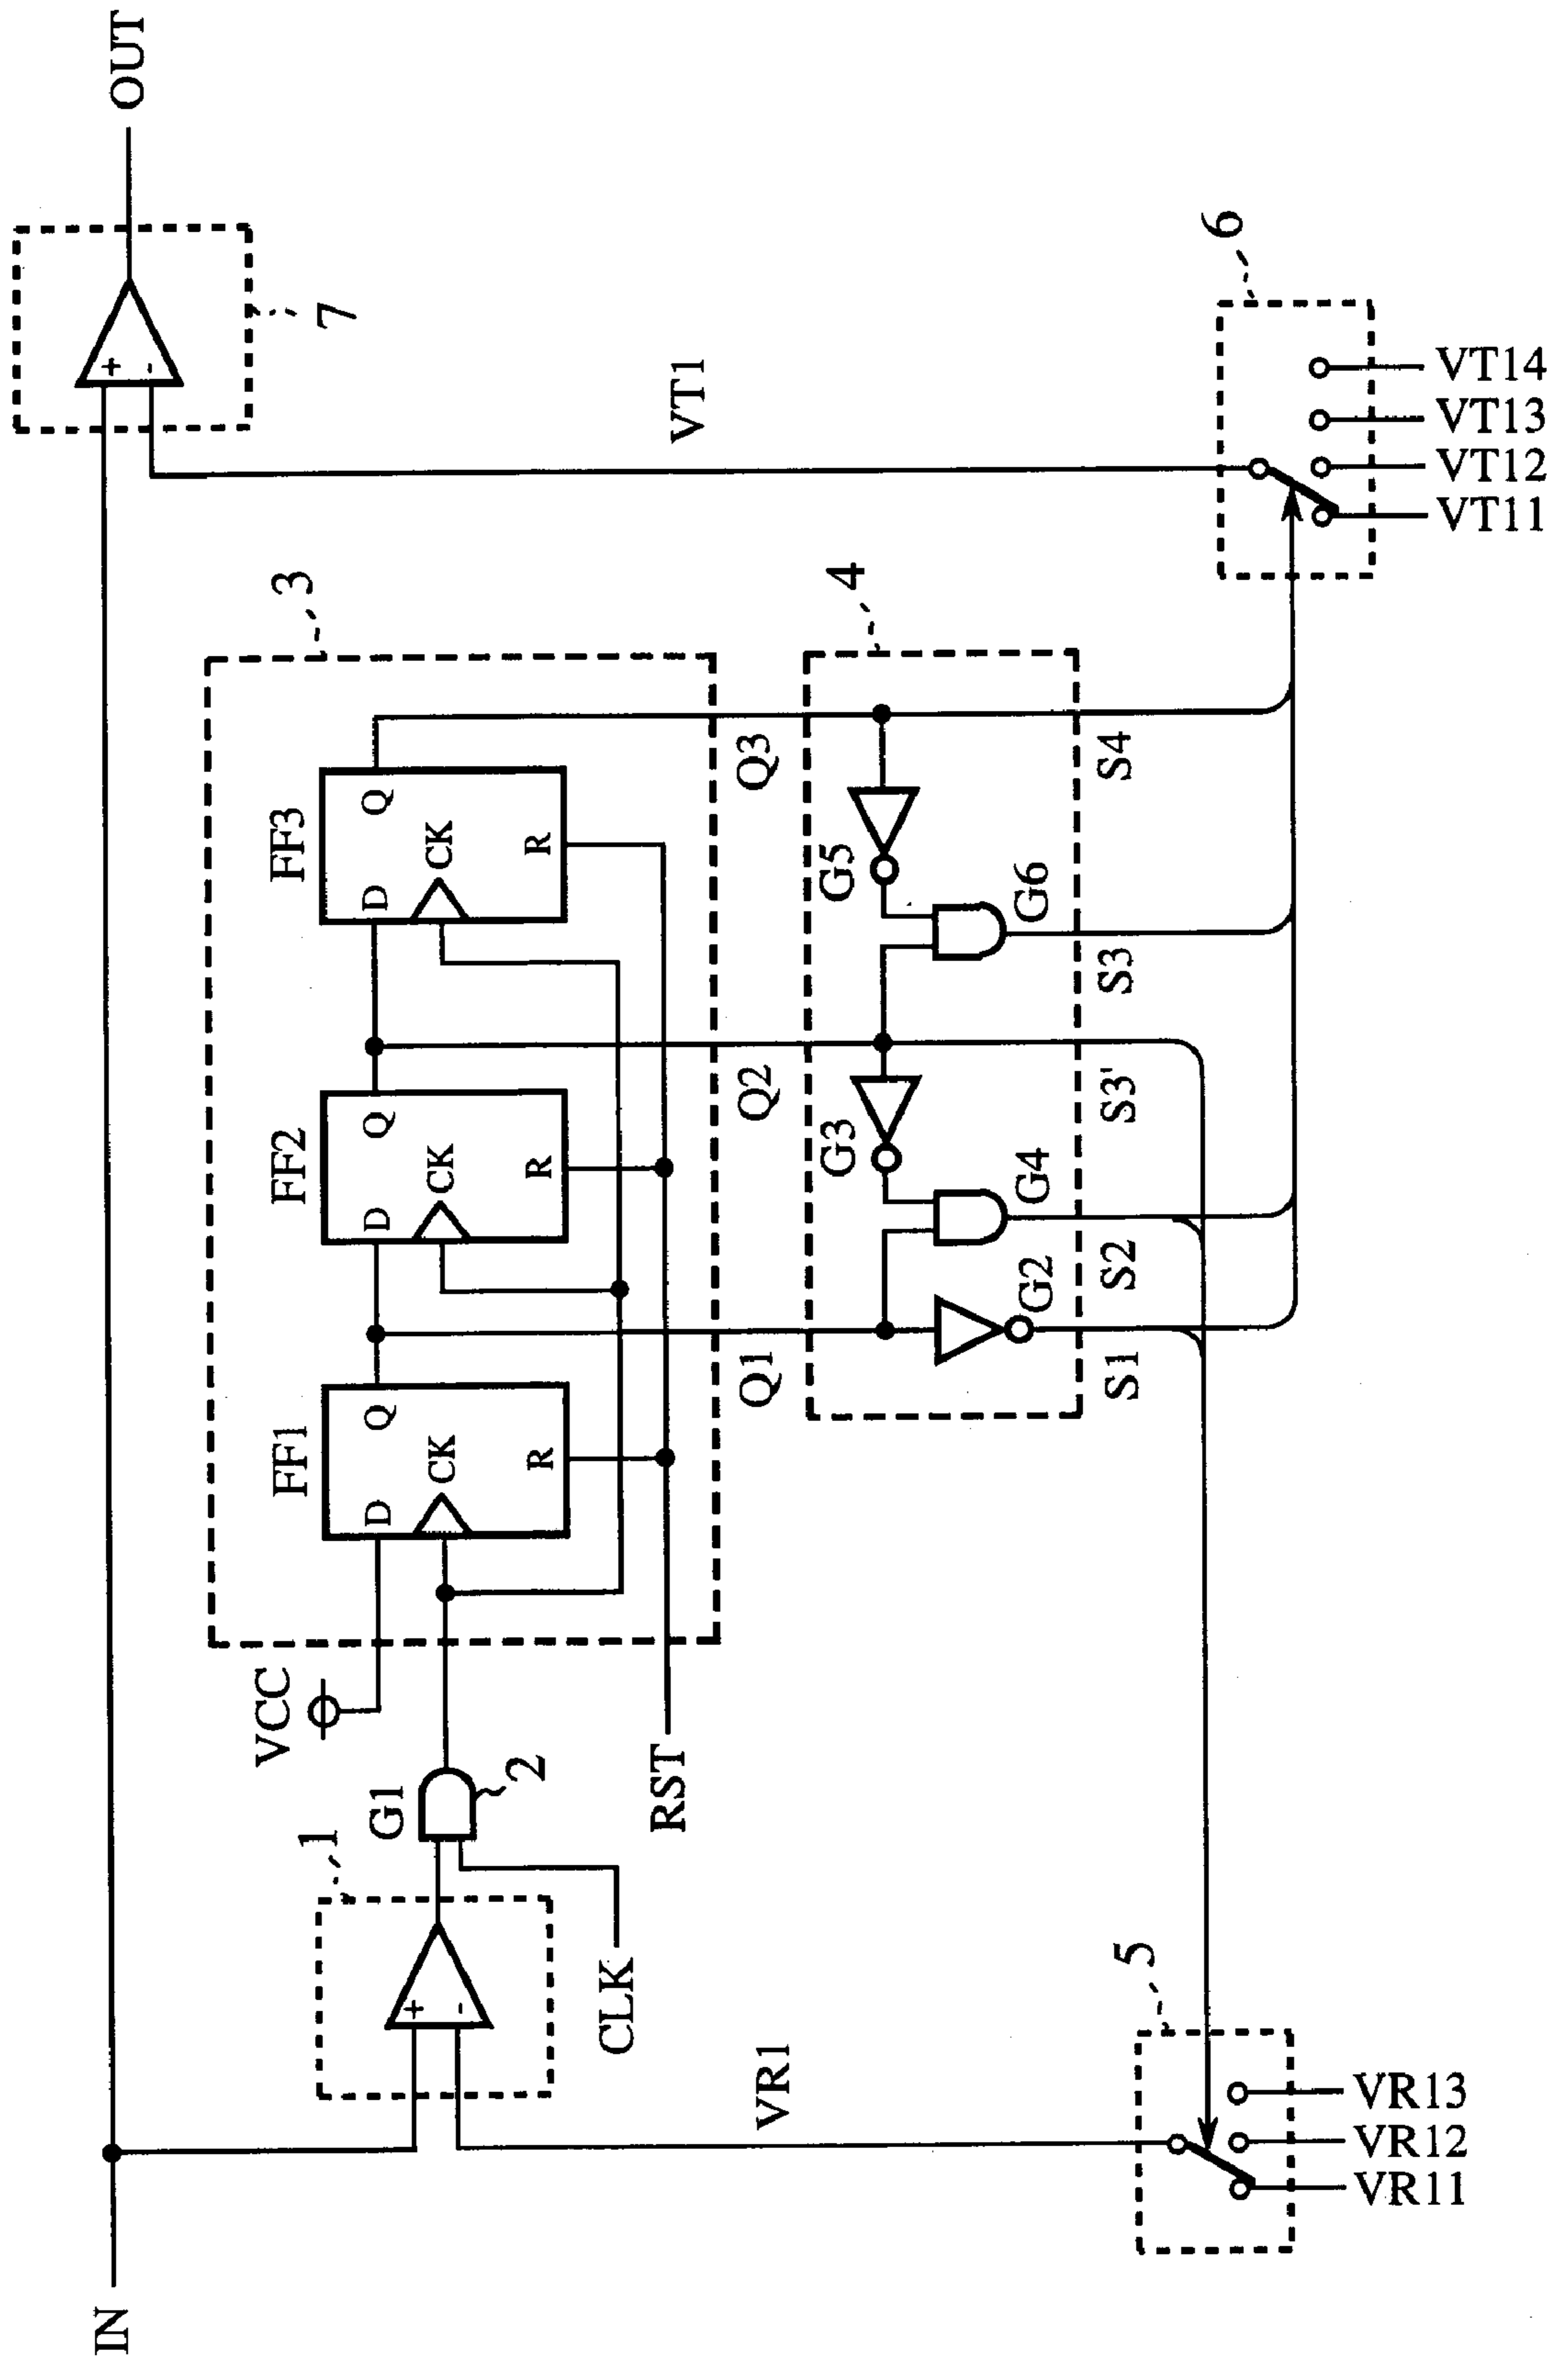 IN
OUT
7
+
-
VT1
3
FF1
D
Q
CK
R
FF2
D
Q
CK
R
FF3
D
Q
CK
R
VCC
G1
2
1
+
-
CLK
RST
Q1
Q2
Q3
4
G5
G6
G3
G4
G2
S1
S2
S3'
S3
S4
VR1
5
VR11
VR12
VR13
6
VT11
VT12
VT13
VT14